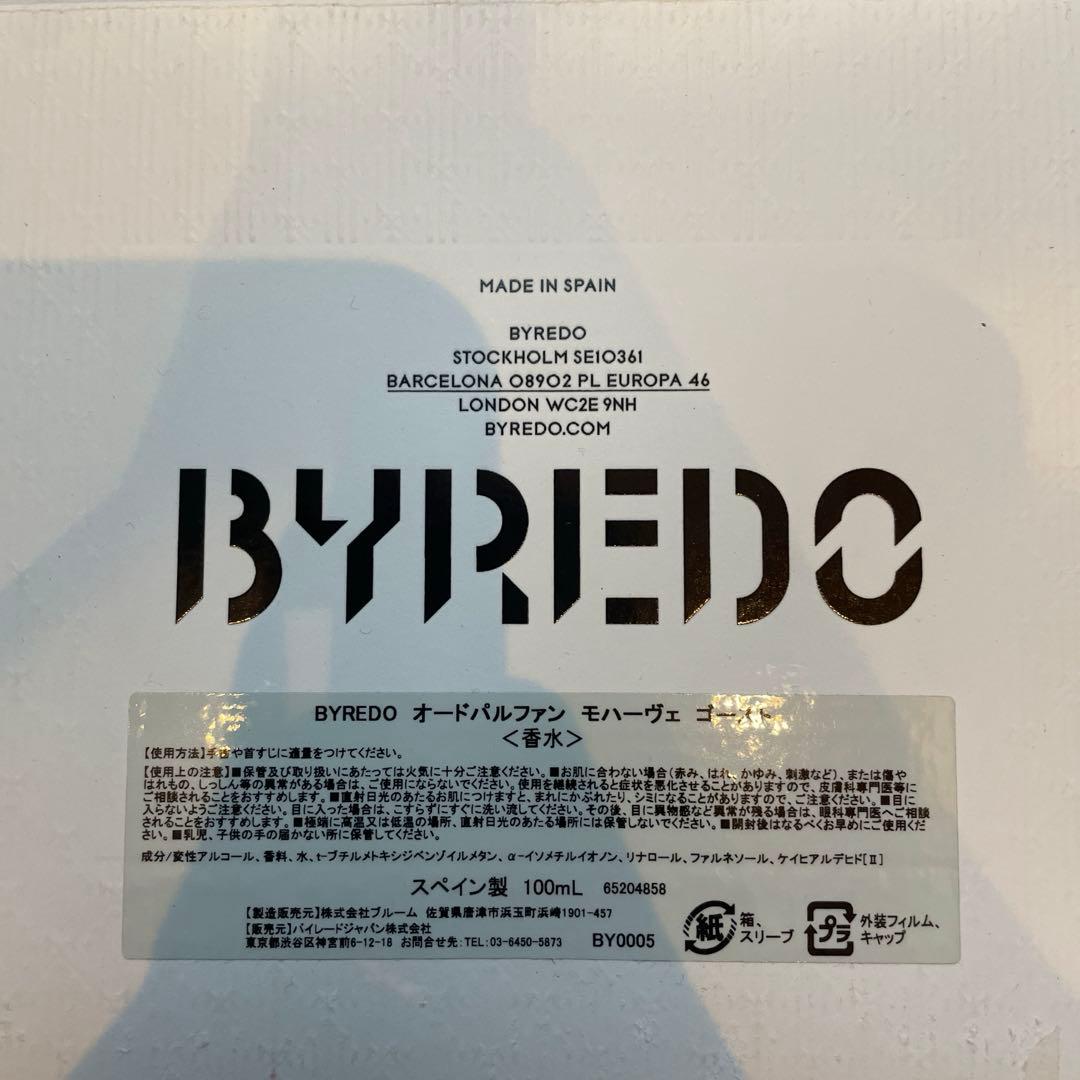 MADE IN SPAIN
BYREDO
STOCKHOLM SE10361
BARCELONA 08902 PL EUROPA 46
LONDON WC2E 9NH
BYREDO.COM
BYREDO
BYREDO オードパルファン モハーヴェ ゴースト
＜香水＞
【使用方法】手首や首すじに適量をつけてください。
【使用上の注意】■保管及び取り扱いにあたっては火気に十分ご注意ください。■お肌に合わない場合(赤み、はれ、かゆみ、刺激など)、または傷や
はれもの、しっしん等の異常がある場合は、ご使用にならないでください。使用を継続されると症状を悪化させることがありますので、皮膚科専門医等に
ご相談されることをおすすめします。■直射日光のあたるお肌につけますと、まれにかぶれたり、シミになることがありますので、ご注意ください。■目に
入らないようご注意ください。目に入った場合は、こすらずにすぐに洗い流してください。その後、目に異物感など異常が残る場合は、眼科専門医へご相談
されることをおすすめします。■極端に高温又は低温の場所、直射日光のあたる場所には保管しないでください。■開封後はなるべくお早めにご使用くだ
さい。■乳児、子供の手の届かない所に保管してください。
成分/変性アルコール、香料、水、t-ブチルメトキシジベンゾイルメタン、α-イソメチルイオノン、リナロール、ファルネソール、ケイヒアルデヒド[Ⅱ]
スペイン製 100mL 65204858
【製造販売元】株式会社ブルーム 佐賀県唐津市浜玉町浜崎1901-457
【販売元】バイレードジャパン株式会社
東京都渋谷区神宮前6-12-18 お問合せ先:TEL:03-6450-5873 BY0005
紙 箱、
スリーブ
プラ 外装フィルム、
キャップ